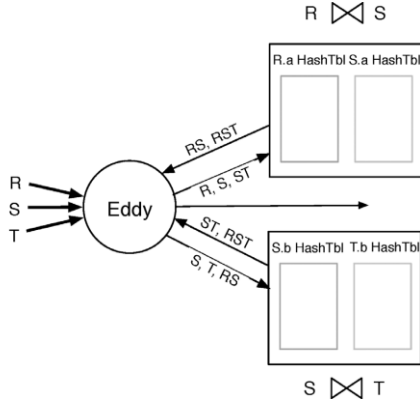 R ⋈ S
R.a HashTbl S.a HashTbl
RS, RST
R, S, ST
R
S
T
Eddy
ST, RST
S, T, RS
S.b HashTbl T.b HashTbl
S ⋈ T